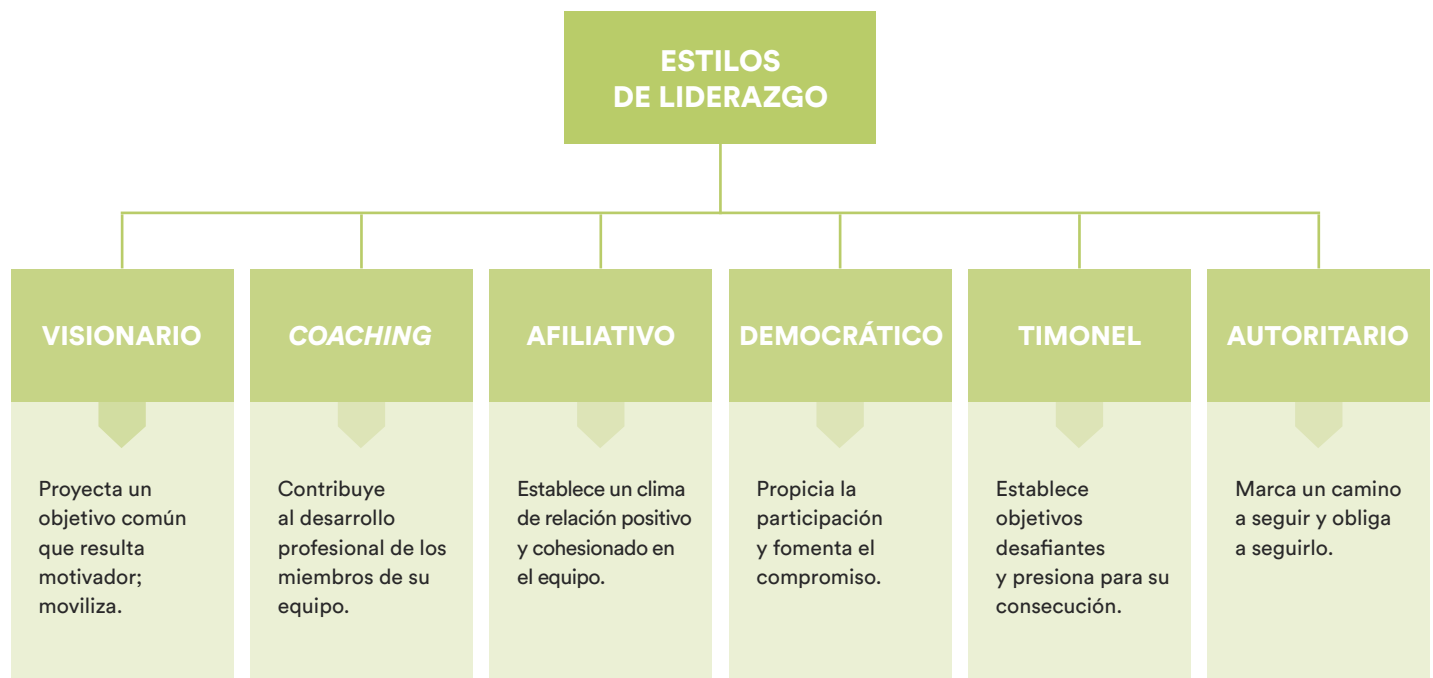 ESTILOS
DE LIDERAZGO
VISIONARIO
COACHING
AFILIATIVO
DEMOCRÁTICO
TIMONEL
AUTORITARIO
Proyecta un
objetivo común
que resulta
motivador;
moviliza.
Contribuye
al desarrollo
profesional de los
miembros de su
equipo.
Establece un clima
de relación positivo
y cohesionado en
el equipo.
Propicia la
participación
y fomenta el
compromiso.
Establece
objetivos
desafiantes
y presiona para su
consecución.
Marca un camino
a seguir y obliga
a seguirlo.